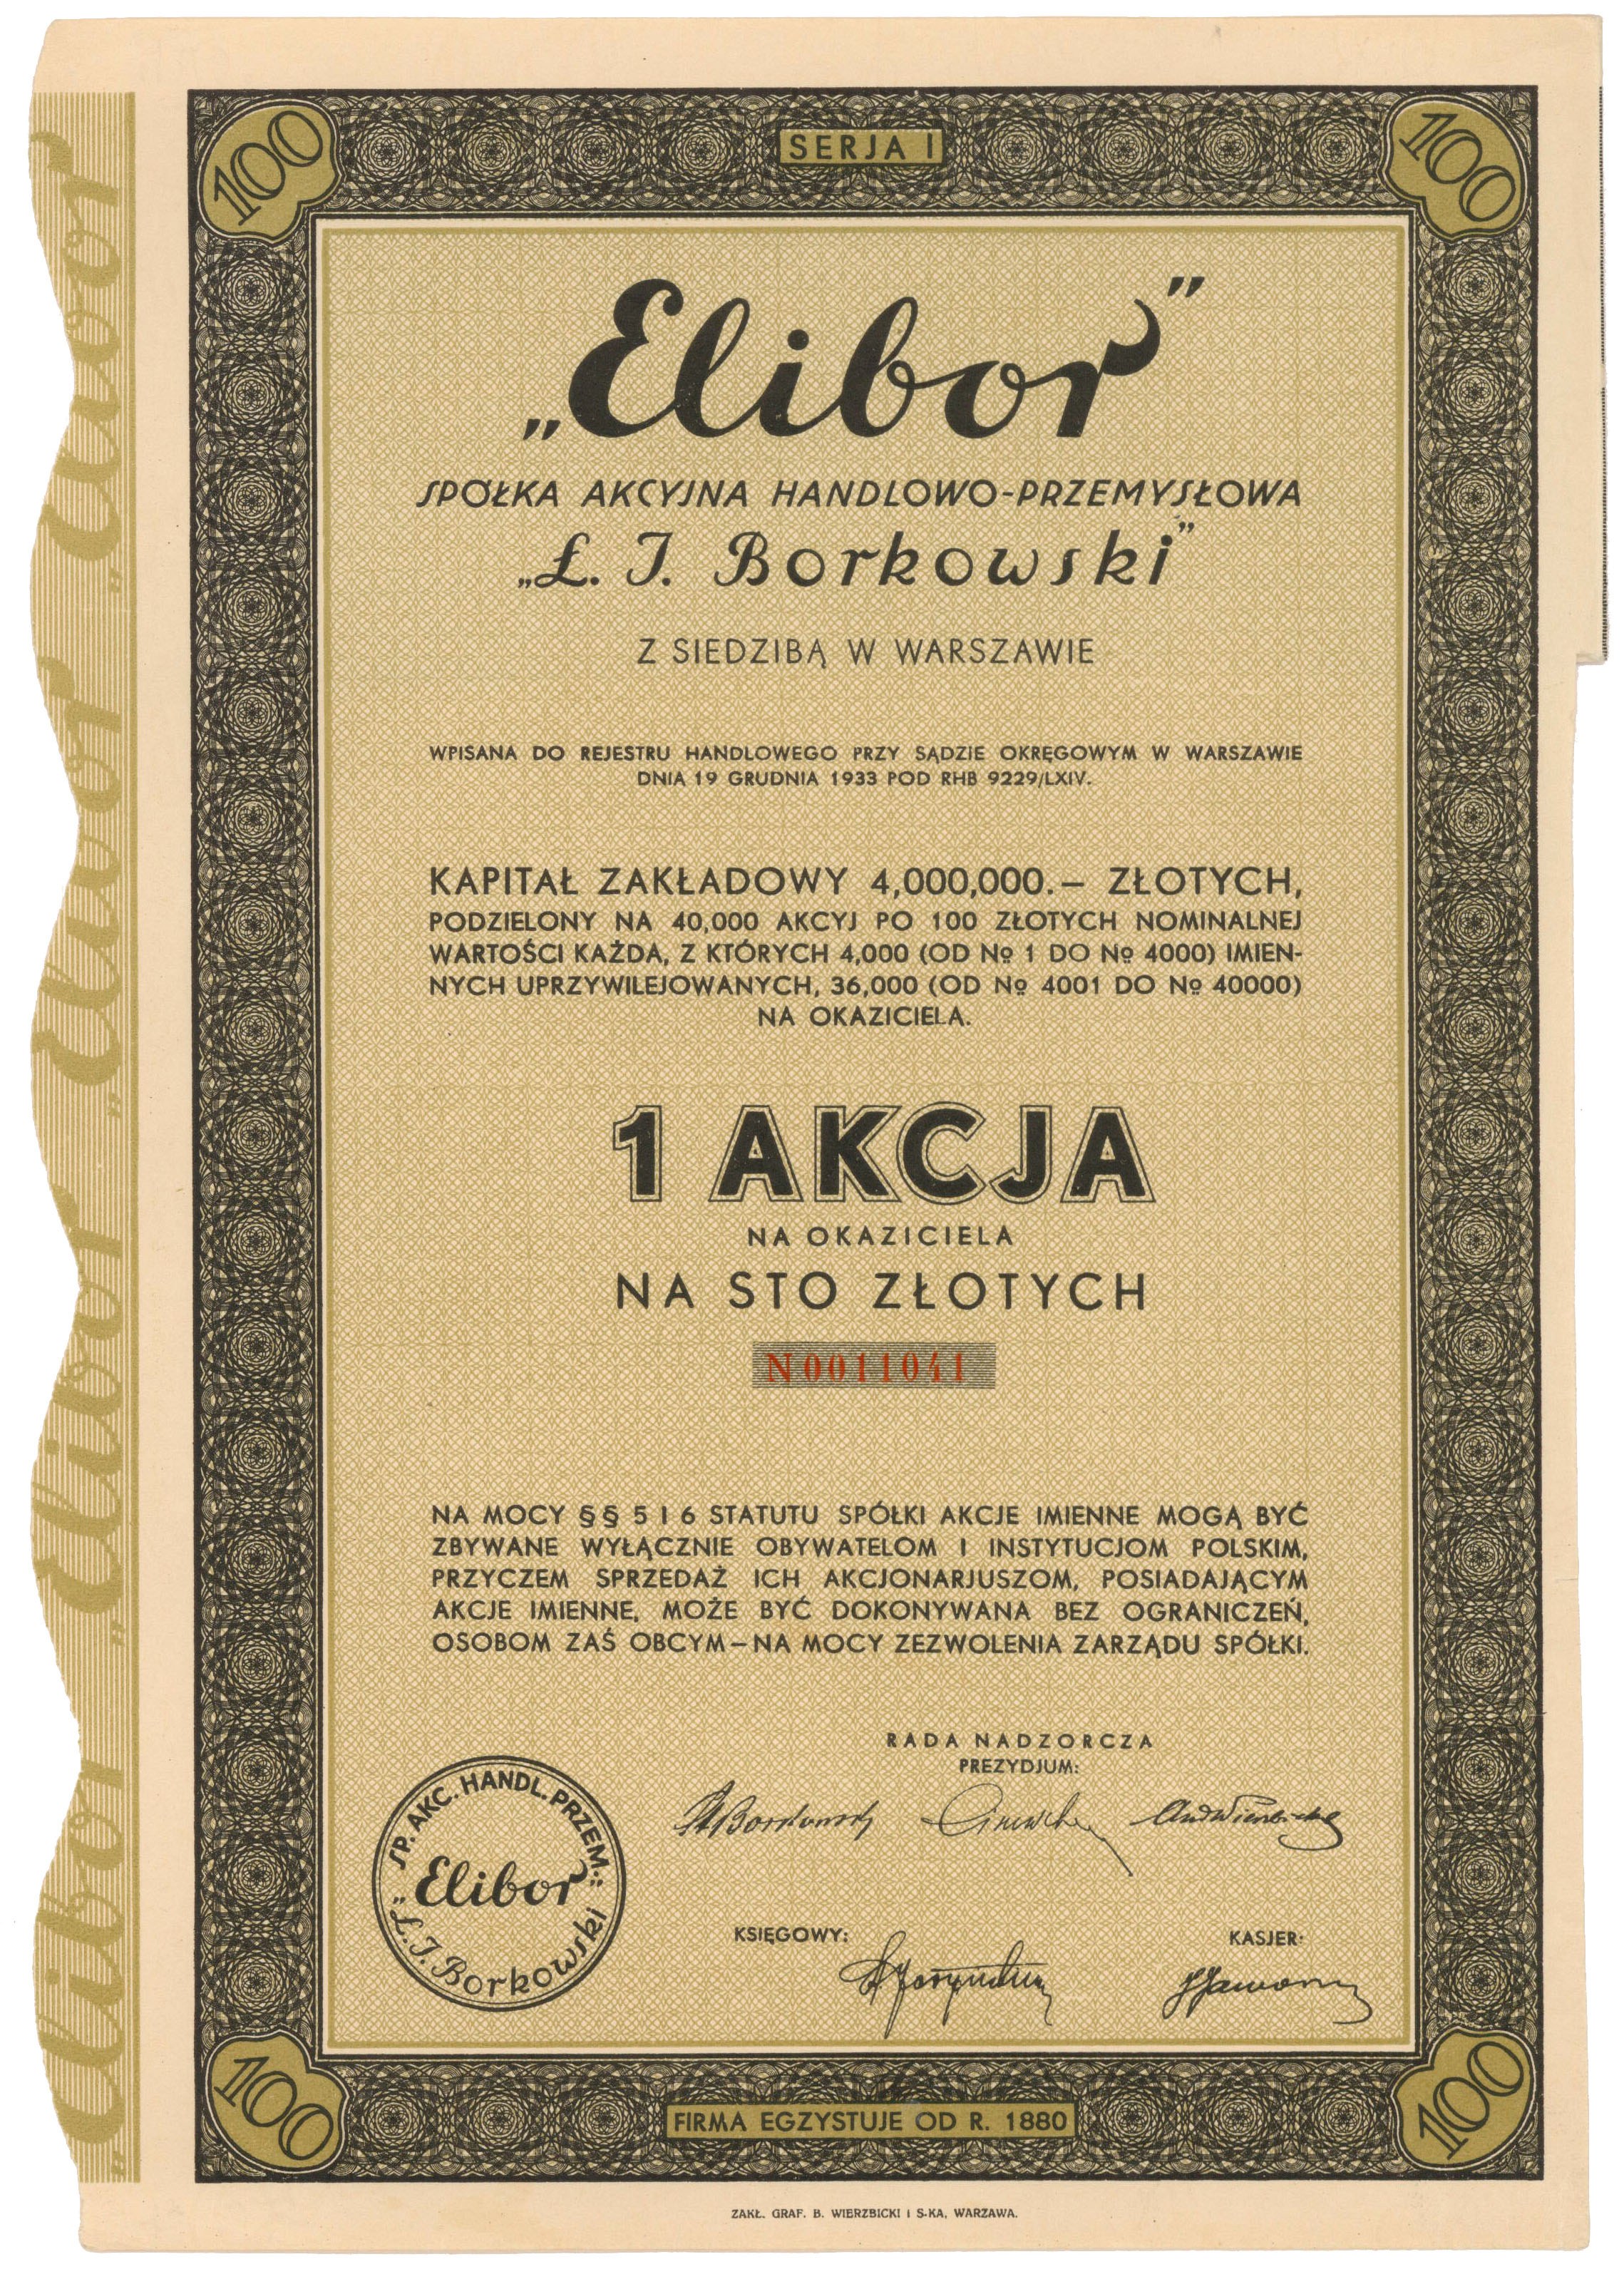 SERJA I
100
100
„Elibor”
SPÓŁKA AKCYJNA HANDLOWO-PRZEMYSŁOWA
„Ł. J. Borkowski”
Z SIEDZIBĄ W WARSZAWIE
WPISANA DO REJESTRU HANDLOWEGO PRZY SĄDZIE OKRĘGOWYM W WARSZAWIE
DNIA 19 GRUDNIA 1933 POD RHB 9229/LXIV.
KAPITAŁ ZAKŁADOWY 4,000,000.— ZŁOTYCH,
PODZIELONY NA 40,000 AKCYJ PO 100 ZŁOTYCH NOMINALNEJ
WARTOŚCI KAŻDA, Z KTÓRYCH 4,000 (OD № 1 DO № 4000) IMIEN-
NYCH UPRZYWILEJOWANYCH, 36,000 (OD № 4001 DO № 40000)
NA OKAZICIELA.
1 AKCJA
NA OKAZICIELA
NA STO ZŁOTYCH
N0011041
NA MOCY §§ 5 I 6 STATUTU SPÓŁKI AKCJE IMIENNE MOGĄ BYĆ
ZBYWANE WYŁĄCZNIE OBYWATELOM I INSTYTUCJOM POLSKIM,
PRZYCZEM SPRZEDAŻ ICH AKCJONARJUSZOM, POSIADAJĄCYM
AKCJE IMIENNE, MOŻE BYĆ DOKONYWANA BEZ OGRANICZEŃ,
OSOBOM ZAŚ OBCYM—NA MOCY ZEZWOLENIA ZARZĄDU SPÓŁKI.
RADA NADZORCZA
PREZYDJUM:
SP. AKC. HANDL. PRZEM.
„Elibor”
„Ł. J. Borkowski”
KSIĘGOWY:
KASJER:
100
100
FIRMA EGZYSTUJE OD R. 1880
ZAKŁ. GRAF. B. WIERZBICKI I S-KA, WARZAWA.